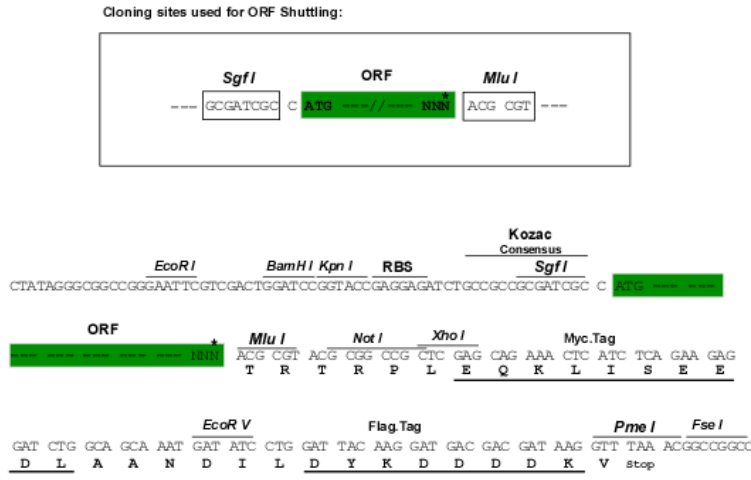 Cloning sites used for ORF Shuttling:
Sgf I ORF Mlu I
--- GCGATCGC C ATG ---//--- NNN* ACG CGT ---
Kozac
Consensus
EcoR I BamH I Kpn I RBS Sgf I
CTATAGGGCGGCCGGGAATTCGTCGACTGGATCCGGTACCGAGGAGATCTGCCGCCGCGATCGC C ATG --- ---
ORF Mlu I Not I Xho I Myc.Tag
--- --- --- --- --- NNN* ACG CGT ACG CGG CCG CTC GAG CAG AAA CTC ATC TCA GAA GAG
T R T R P L E Q K L I S E E
EcoR V Flag.Tag Pme I Fse I
GAT CTG GCA GCA AAT GAT ATC CTG GAT TAC AAG GAT GAC GAC GAT AAG GTT TAA ACGGCCGGCC
D L A A N D I L D Y K D D D D K V Stop